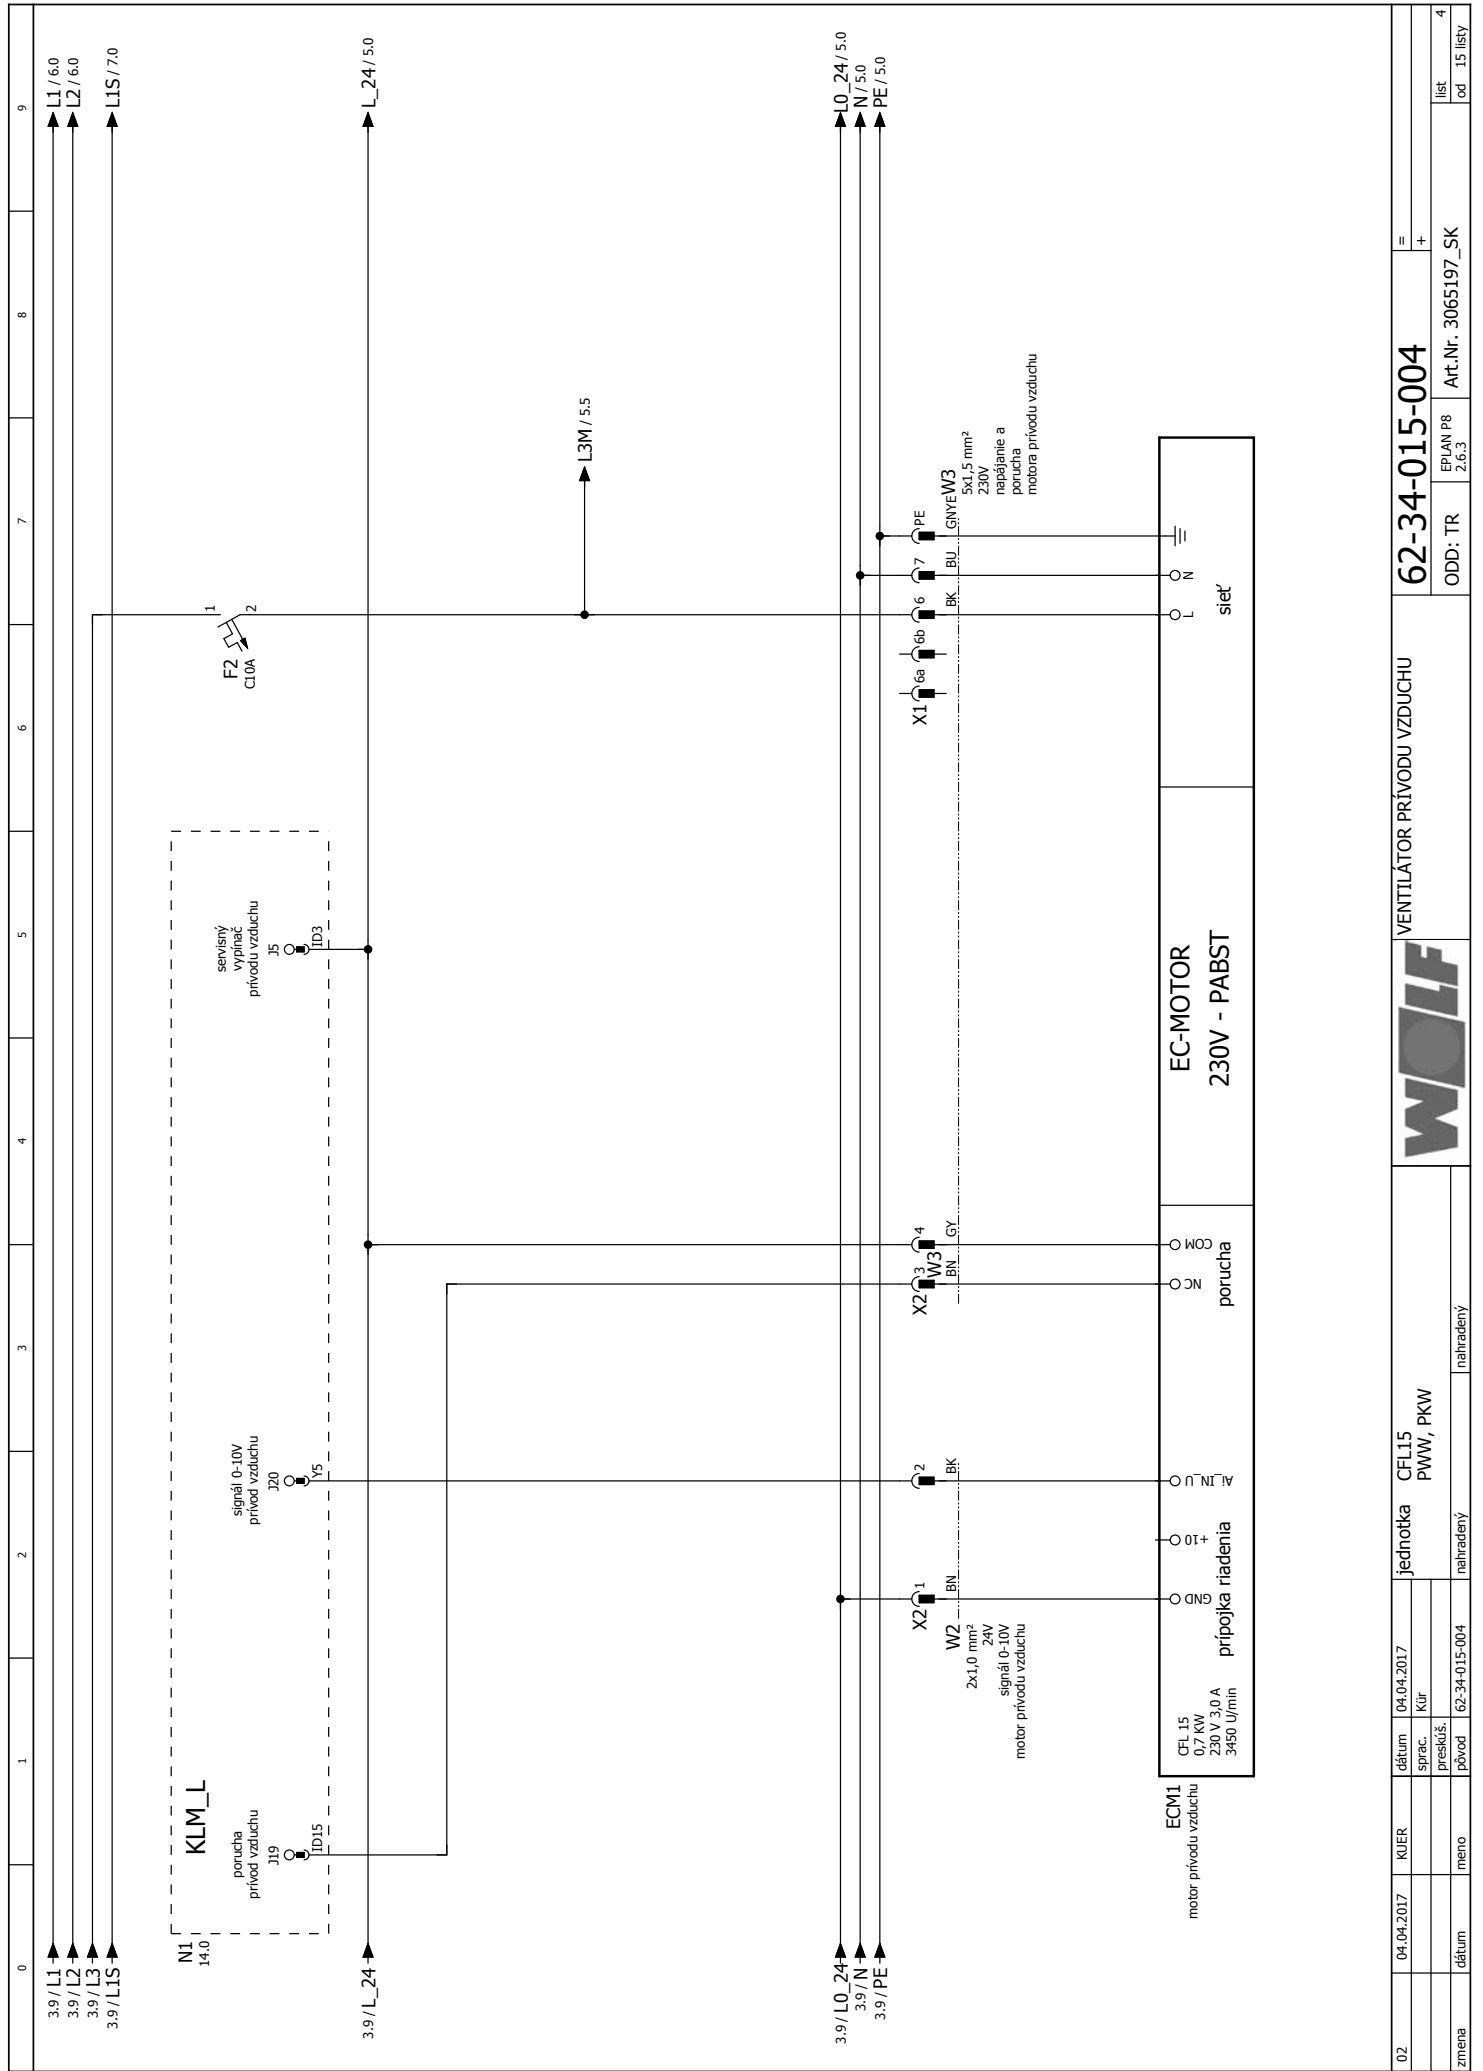 0 1 2 3 4 5 6 7 8 9
3.9 / L1
3.9 / L2
3.9 / L3
3.9 / L1S
L1 / 6.0
L2 / 6.0
L1S / 7.0
N1
14.0
KLM_L
porucha
prívod vzduchu
J19
ID15
signál 0-10V
prívod vzduchu
J20
Y5
servisný
vypínač
prívodu vzduchu
J5
ID3
F2
C10A
1
2
3.9 / L_24
L_24 / 5.0
L3M / 5.5
3.9 / L0_24
3.9 / N
3.9 / PE
L0_24 / 5.0
N / 5.0
PE / 5.0
X2 1
2
X2 3
4
X1 6a
6b
6
7
PE
W2
2x1,0 mm²
24V
signál 0-10V
motor prívodu vzduchu
BN
BK
W3
BN
GY
BK
BU
GNYE
W3
5x1,5 mm²
230V
napájanie a
porucha
motora prívodu vzduchu
ECM1
motor prívodu vzduchu
CFL 15
0,7 KW
230 V 3,0 A
3450 U/min
GND
+10
Ai_IN_U
prípojka riadenia
NC
COM
porucha
EC-MOTOR
230V - PABST
L
N
sieť
02
04.04.2017
KUER
zmena
dátum
meno
dátum
04.04.2017
sprac.
Kür
preskúš.
pôvod
62-34-015-004
jednotka
CFL15
PWW, PKW
nahradený
nahradený
WOLF
VENTILÁTOR PRÍVODU VZDUCHU
62-34-015-004
=
+
ODD: TR
EPLAN P8
2.6.3
Art.Nr. 3065197_SK
list 4
od 15 listy